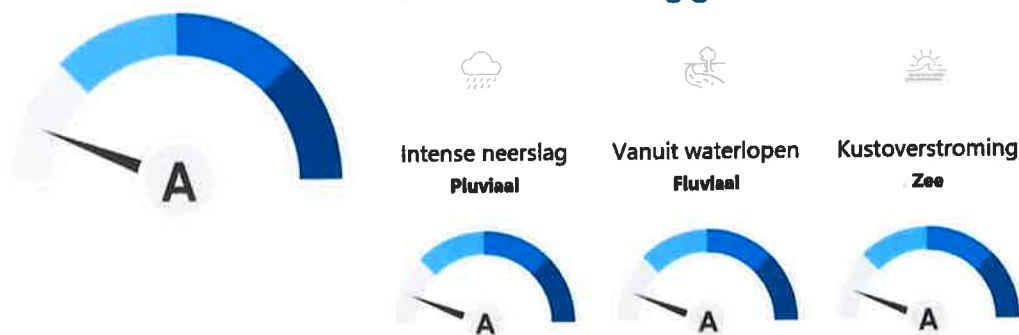 A
Intense neerslag
Pluviaal
A
Vanuit waterlopen
Fluviaal
A
Kustoverstroming
Zee
A